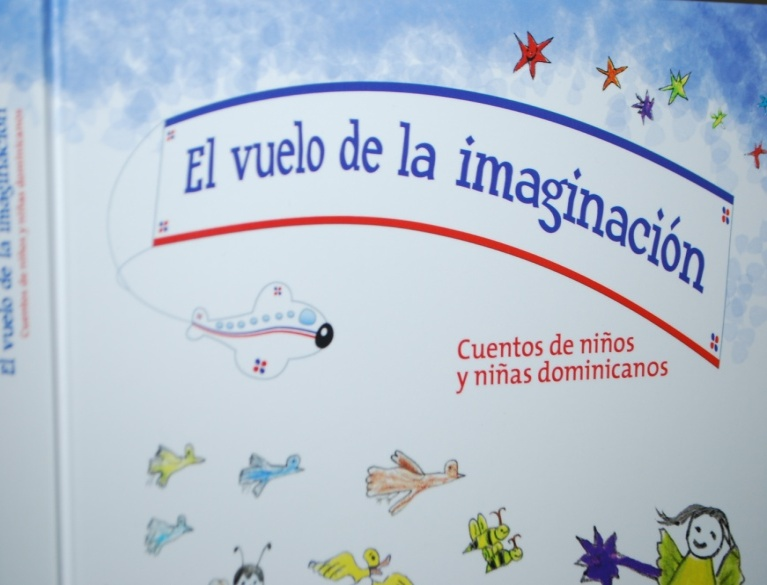 El vuelo de la imaginación
Cuentos de niños
y niñas dominicanos
El vuelo de la imaginación
Cuentos de niños y niñas dominicanos